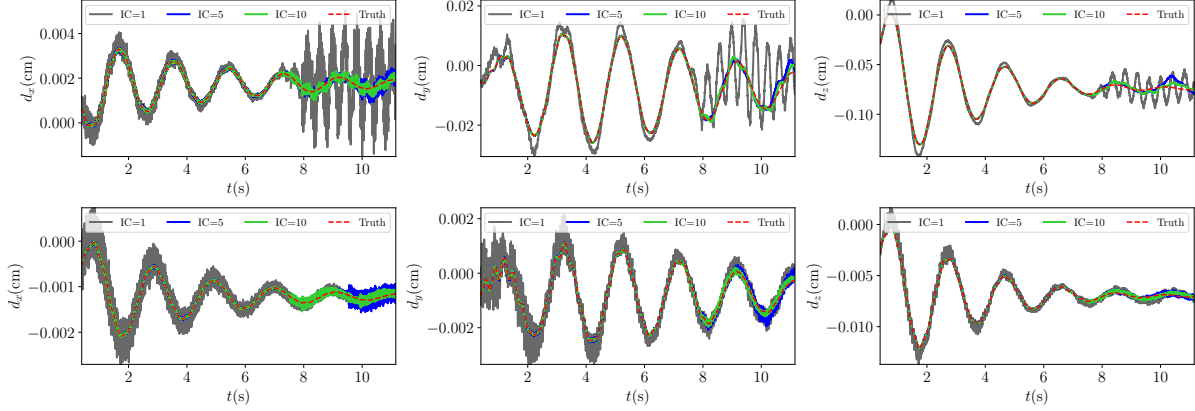 IC=1 IC=5 IC=10 Truth
0.004
0.002
0.000
d_x(cm)
2 4 6 8 10
t(s)
IC=1 IC=5 IC=10 Truth
0.00
−0.02
d_y(cm)
2 4 6 8 10
t(s)
IC=1 IC=5 IC=10 Truth
0.00
−0.05
−0.10
d_z(cm)
2 4 6 8 10
t(s)
IC=1 IC=5 IC=10 Truth
0.000
−0.001
−0.002
d_x(cm)
2 4 6 8 10
t(s)
IC=1 IC=5 IC=10 Truth
0.002
0.000
−0.002
d_y(cm)
2 4 6 8 10
t(s)
IC=1 IC=5 IC=10 Truth
0.000
−0.005
−0.010
d_z(cm)
2 4 6 8 10
t(s)